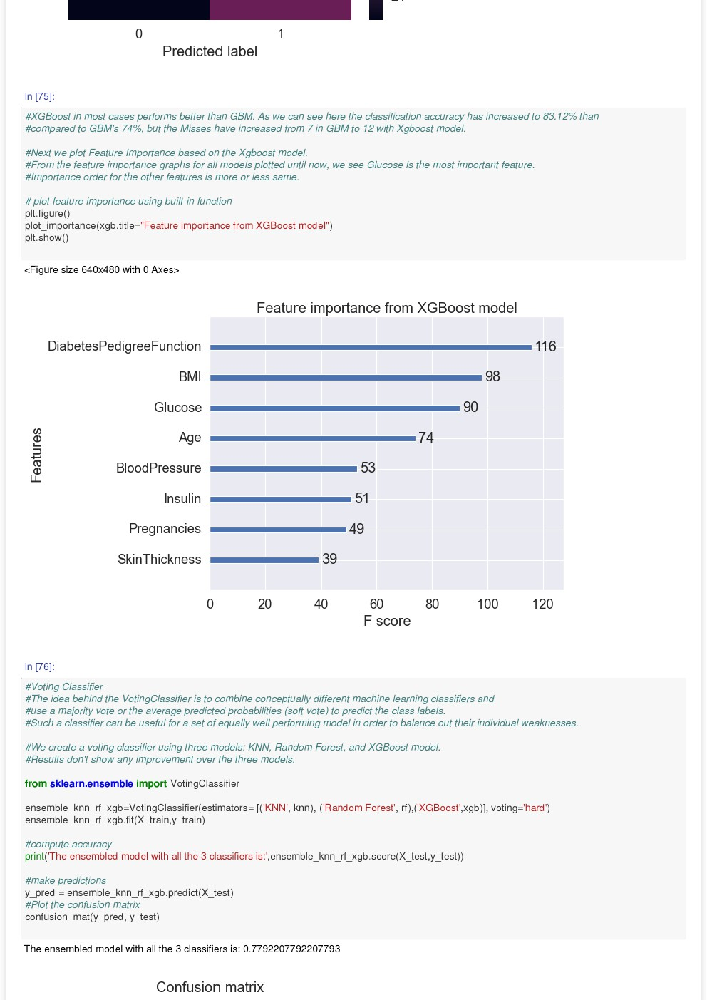 0 1
Predicted label
In [75]:
#XGBoost in most cases performs better than GBM. As we can see here the classification accuracy has increased to 83.12% than
#compared to GBM's 74%, but the Misses have increased from 7 in GBM to 12 with Xgboost model.
#Next we plot Feature Importance based on the Xgboost model.
#From the feature importance graphs for all models plotted until now, we see Glucose is the most important feature.
#Importance order for the other features is more or less same.
# plot feature importance using built-in function
plt.figure()
plot_importance(xgb,title="Feature importance from XGBoost model")
plt.show()
<Figure size 640x480 with 0 Axes>
Feature importance from XGBoost model
DiabetesPedigreeFunction 116
BMI 98
Glucose 90
Age 74
BloodPressure 53
Insulin 51
Pregnancies 49
SkinThickness 39
Features
0 20 40 60 80 100 120
F score
In [76]:
#Voting Classifier
#The idea behind the VotingClassifier is to combine conceptually different machine learning classifiers and
#use a majority vote or the average predicted probabilities (soft vote) to predict the class labels.
#Such a classifier can be useful for a set of equally well performing model in order to balance out their individual weaknesses.
#We create a voting classifier using three models: KNN, Random Forest, and XGBoost model.
#Results don't show any improvement over the three models.
from sklearn.ensemble import VotingClassifier
ensemble_knn_rf_xgb=VotingClassifier(estimators= [('KNN', knn), ('Random Forest', rf),('XGBoost',xgb)], voting='hard')
ensemble_knn_rf_xgb.fit(X_train,y_train)
#compute accuracy
print('The ensembled model with all the 3 classifiers is:',ensemble_knn_rf_xgb.score(X_test,y_test))
#make predictions
y_pred = ensemble_knn_rf_xgb.predict(X_test)
#Plot the confusion matrix
confusion_mat(y_pred, y_test)
The ensembled model with all the 3 classifiers is: 0.7792207792207793
Confusion matrix